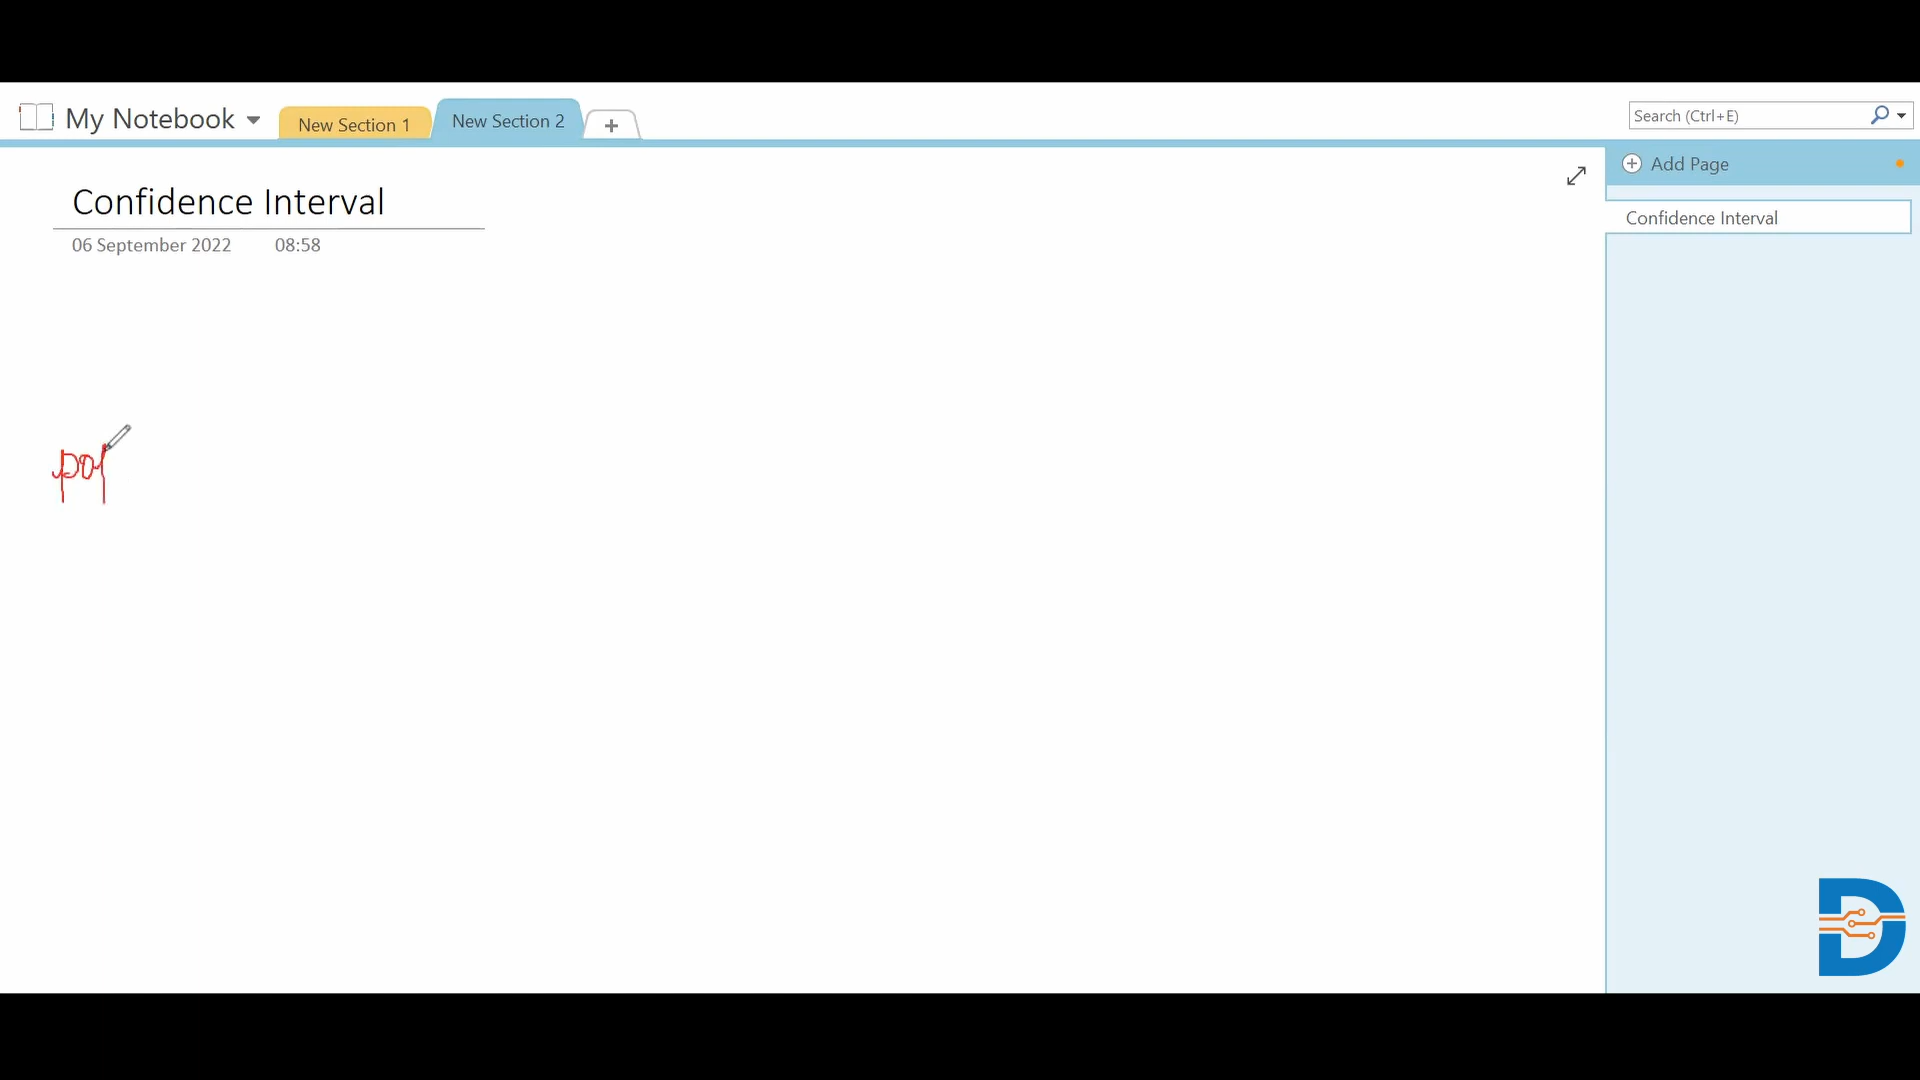 My Notebook
New Section 1
New Section 2
Search (Ctrl+E)
Add Page
Confidence Interval
Confidence Interval
06 September 2022 08:58
pop